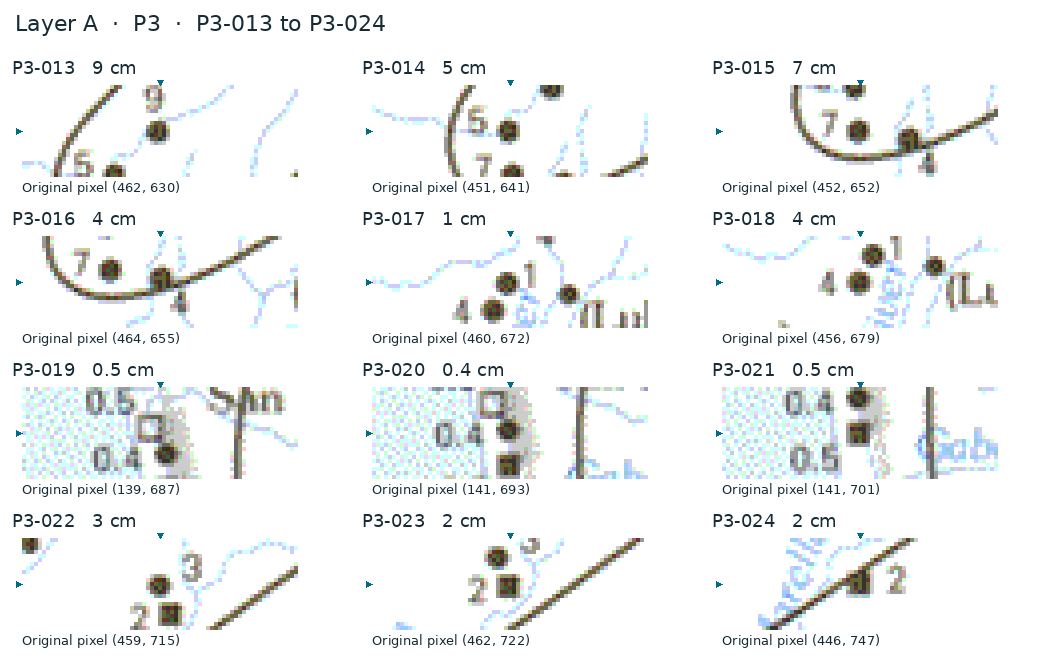 Layer A · P3 · P3-013 to P3-024
P3-013 9 cm
9
5
Original pixel (462, 630)
P3-014 5 cm
5
7
Original pixel (451, 641)
P3-015 7 cm
7
4
Original pixel (452, 652)
P3-016 4 cm
7
4
Original pixel (464, 655)
P3-017 1 cm
1
4
Original pixel (460, 672)
P3-018 4 cm
1
4
(Lu
Original pixel (456, 679)
P3-019 0.5 cm
0.5
San
0.4
Original pixel (139, 687)
P3-020 0.4 cm
0.4
Original pixel (141, 693)
P3-021 0.5 cm
0.4
Gab
0.5
Original pixel (141, 701)
P3-022 3 cm
3
2
Original pixel (459, 715)
P3-023 2 cm
3
2
Original pixel (462, 722)
P3-024 2 cm
2
Original pixel (446, 747)